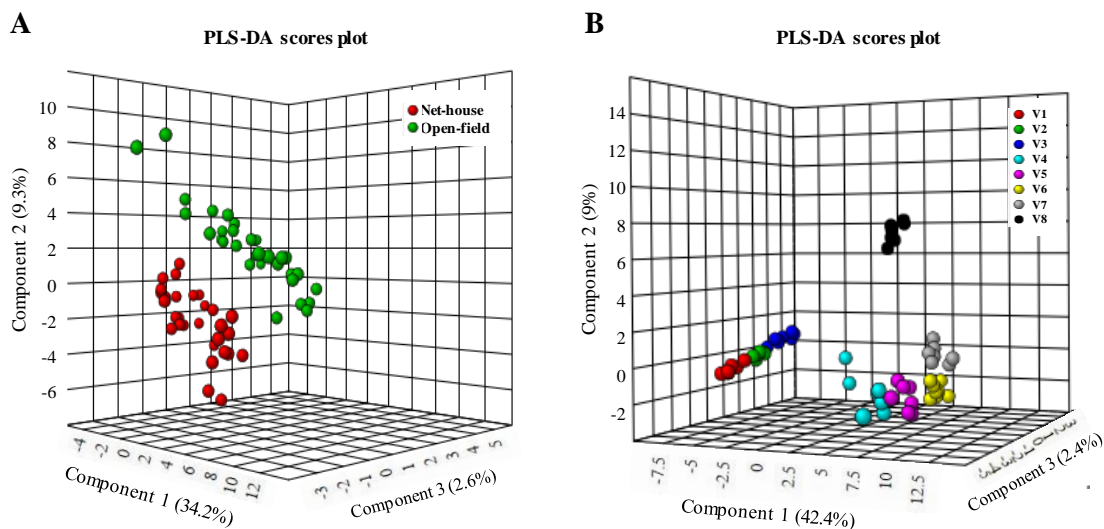 A
PLS-DA scores plot
Net-house
Open-field
10
8
6
4
2
0
-2
-4
-6
Component 2 (9.3%)
-4
-2
0
2
4
6
8
10
12
Component 1 (34.2%)
-3
-2
-1
0
1
2
3
4
5
Component 3 (2.6%)
B
PLS-DA scores plot
V1
V2
V3
V4
V5
V6
V7
V8
14
12
10
8
6
4
2
0
-2
Component 2 (9%)
-7.5
-5
-2.5
0
2.5
5
7.5
10
12.5
Component 1 (42.4%)
Component 3 (2.4%)